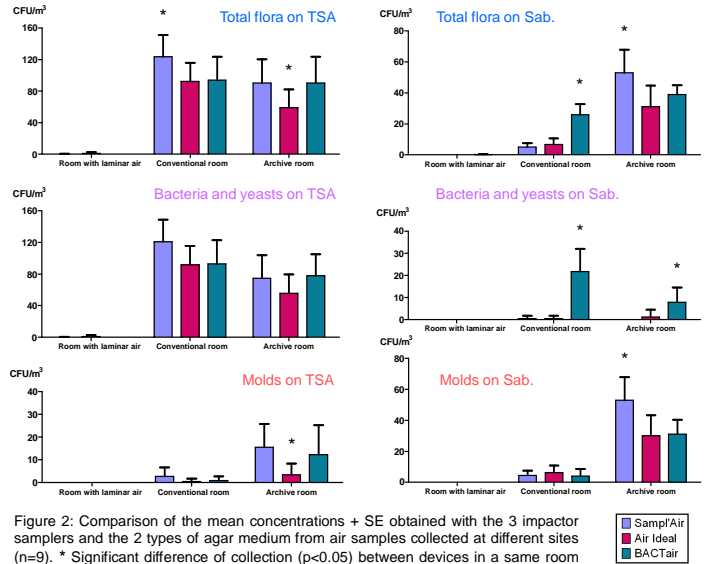 CFU/m³
Total flora on TSA
*
*
160
120
80
40
0
Room with laminar air
Conventional room
Archive room
CFU/m³
Total flora on Sab.
*
*
80
60
40
20
0
Room with laminar air
Conventional room
Archive room
CFU/m³
Bacteria and yeasts on TSA
160
120
80
40
0
Room with laminar air
Conventional room
Archive room
CFU/m³
Bacteria and yeasts on Sab.
*
*
40
30
20
10
0
Room with laminar air
Conventional room
Archive room
CFU/m³
Molds on TSA
*
40
30
20
10
0
Room with laminar air
Conventional room
Archive room
CFU/m³
Molds on Sab.
*
80
60
40
20
0
Room with laminar air
Conventional room
Archive room
Figure 2: Comparison of the mean concentrations + SE obtained with the 3 impactor
samplers and the 2 types of agar medium from air samples collected at different sites
(n=9). * Significant difference of collection (p<0.05) between devices in a same room
Sampl'Air
Air Ideal
BACTair